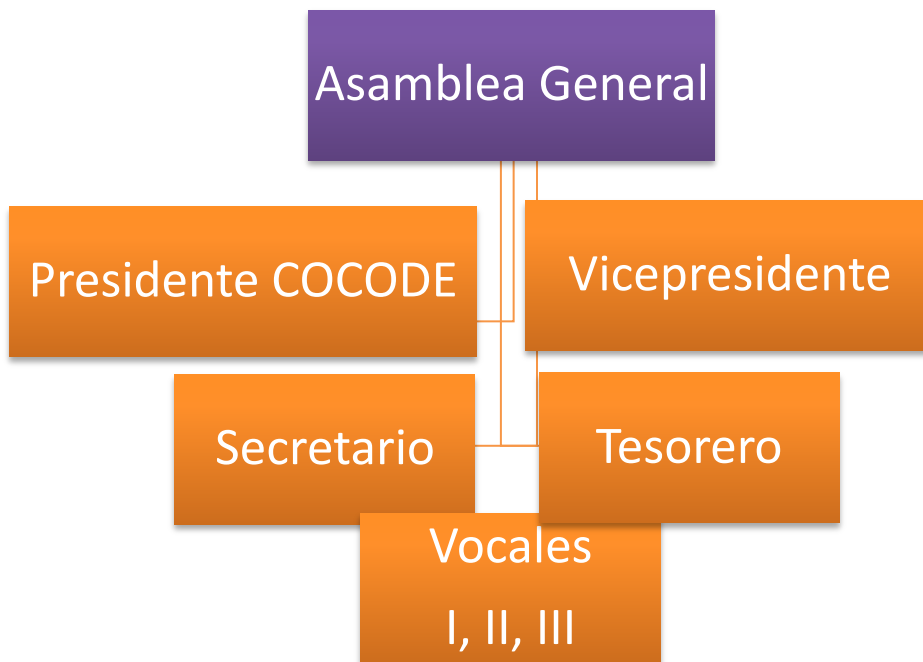 Asamblea General
Presidente COCODE
Vicepresidente
Secretario
Tesorero
Vocales
I, II, III